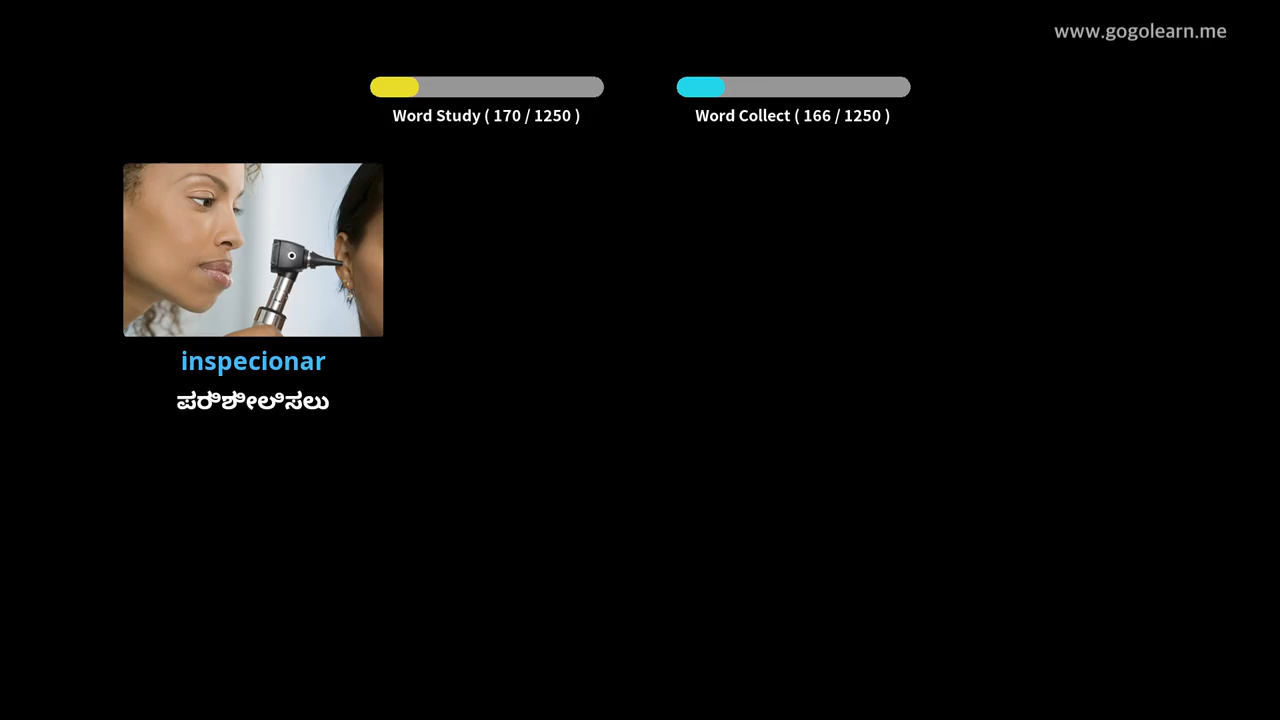 www.gogolearn.me
Word Study ( 170 / 1250 )
Word Collect ( 166 / 1250 )
inspecionar
ಪರಿಶೀಲಿಸಲು